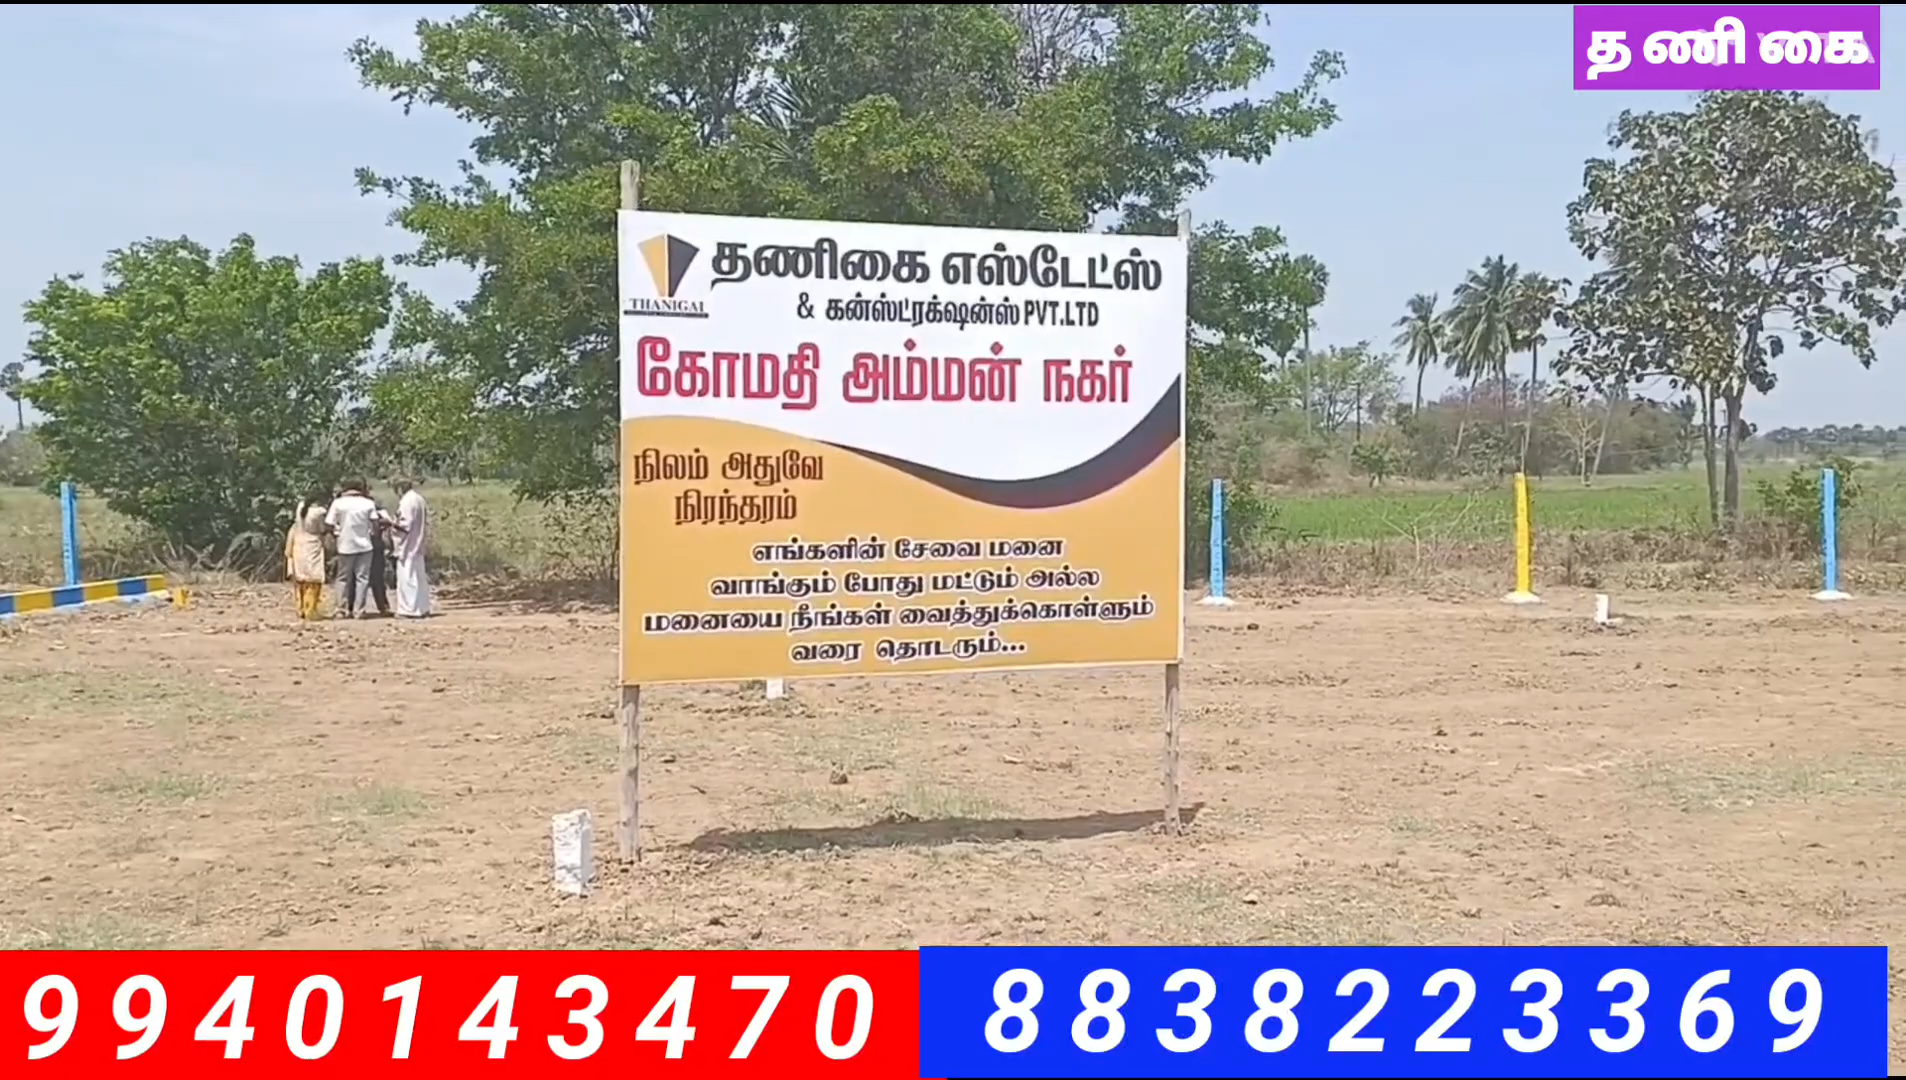 தணிகை
தணிகை எஸ்டேட்ஸ்
& கன்ஸ்ட்ரக்ஷன்ஸ் PVT.LTD
THANIGAI
கோமதி அம்மன் நகர்
நிலம் அதுவே
நிரந்தரம்
எங்களின் சேவை மனை
வாங்கும் போது மட்டும் அல்ல
மனையை நீங்கள் வைத்துக்கொள்ளும்
வரை தொடரும்...
9940143470
8838223369